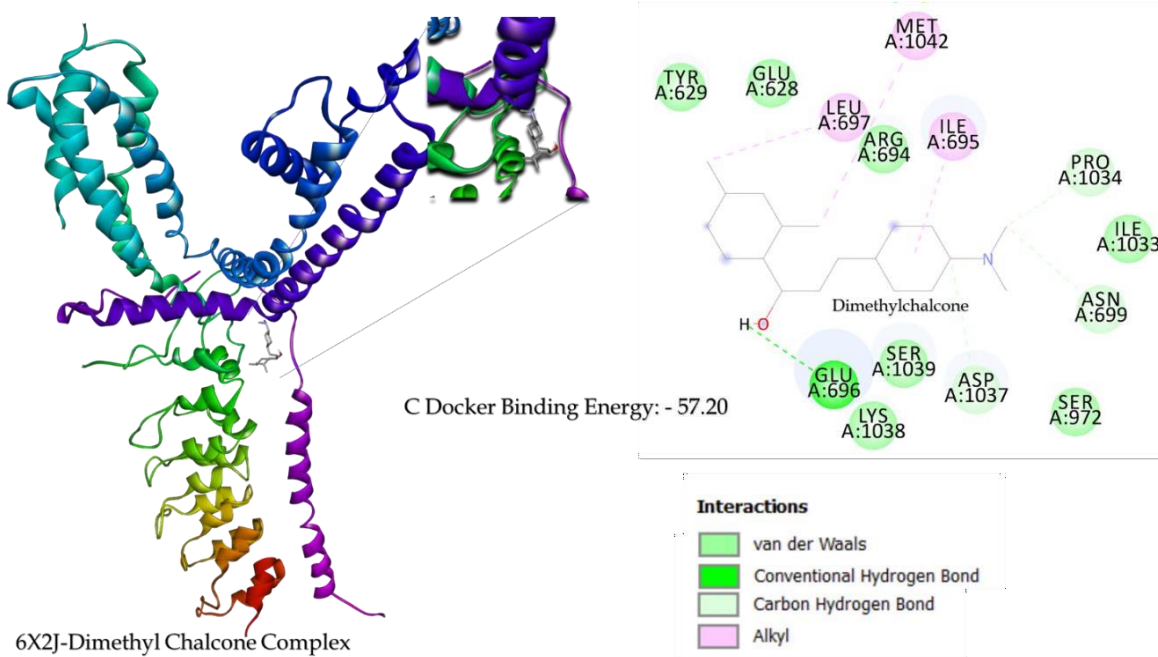 MET
A:1042
TYR
A:629
GLU
A:628
LEU
A:697
ARG
A:694
ILE
A:695
PRO
A:1034
ILE
A:1033
N
Dimethylchalcone
ASN
A:699
H O
GLU
A:696
SER
A:1039
ASP
A:1037
SER
A:972
LYS
A:1038
C Docker Binding Energy: - 57.20
Interactions
van der Waals
Conventional Hydrogen Bond
Carbon Hydrogen Bond
Alkyl
6X2J-Dimethyl Chalcone Complex